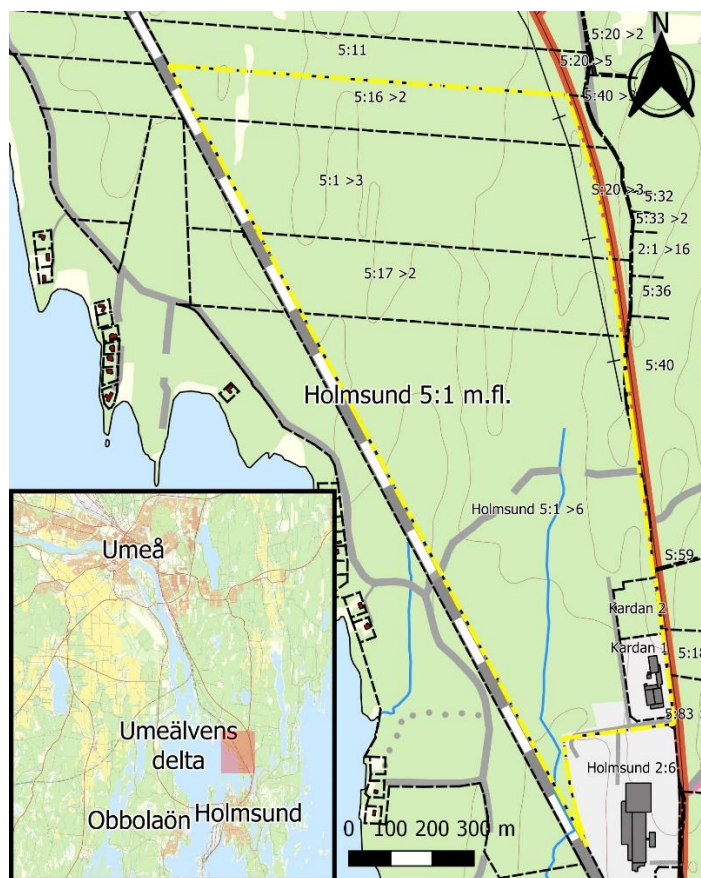 N
5:20 >2
5:11
5:20 >5
5:16 >2
5:40 >3
5:1 >3
S:20 >3
5:32
5:33 >2
2:1 >16
5:17 >2
5:36
5:40
Holmsund 5:1 m.fl.
Holmsund 5:1 >6
S:59
Kardan 2
Kardan 1
5:18
5:83 >
Holmsund 2:6
Umeå
Umeälvens
delta
Obbolaön
Holmsund
0 100 200 300 m